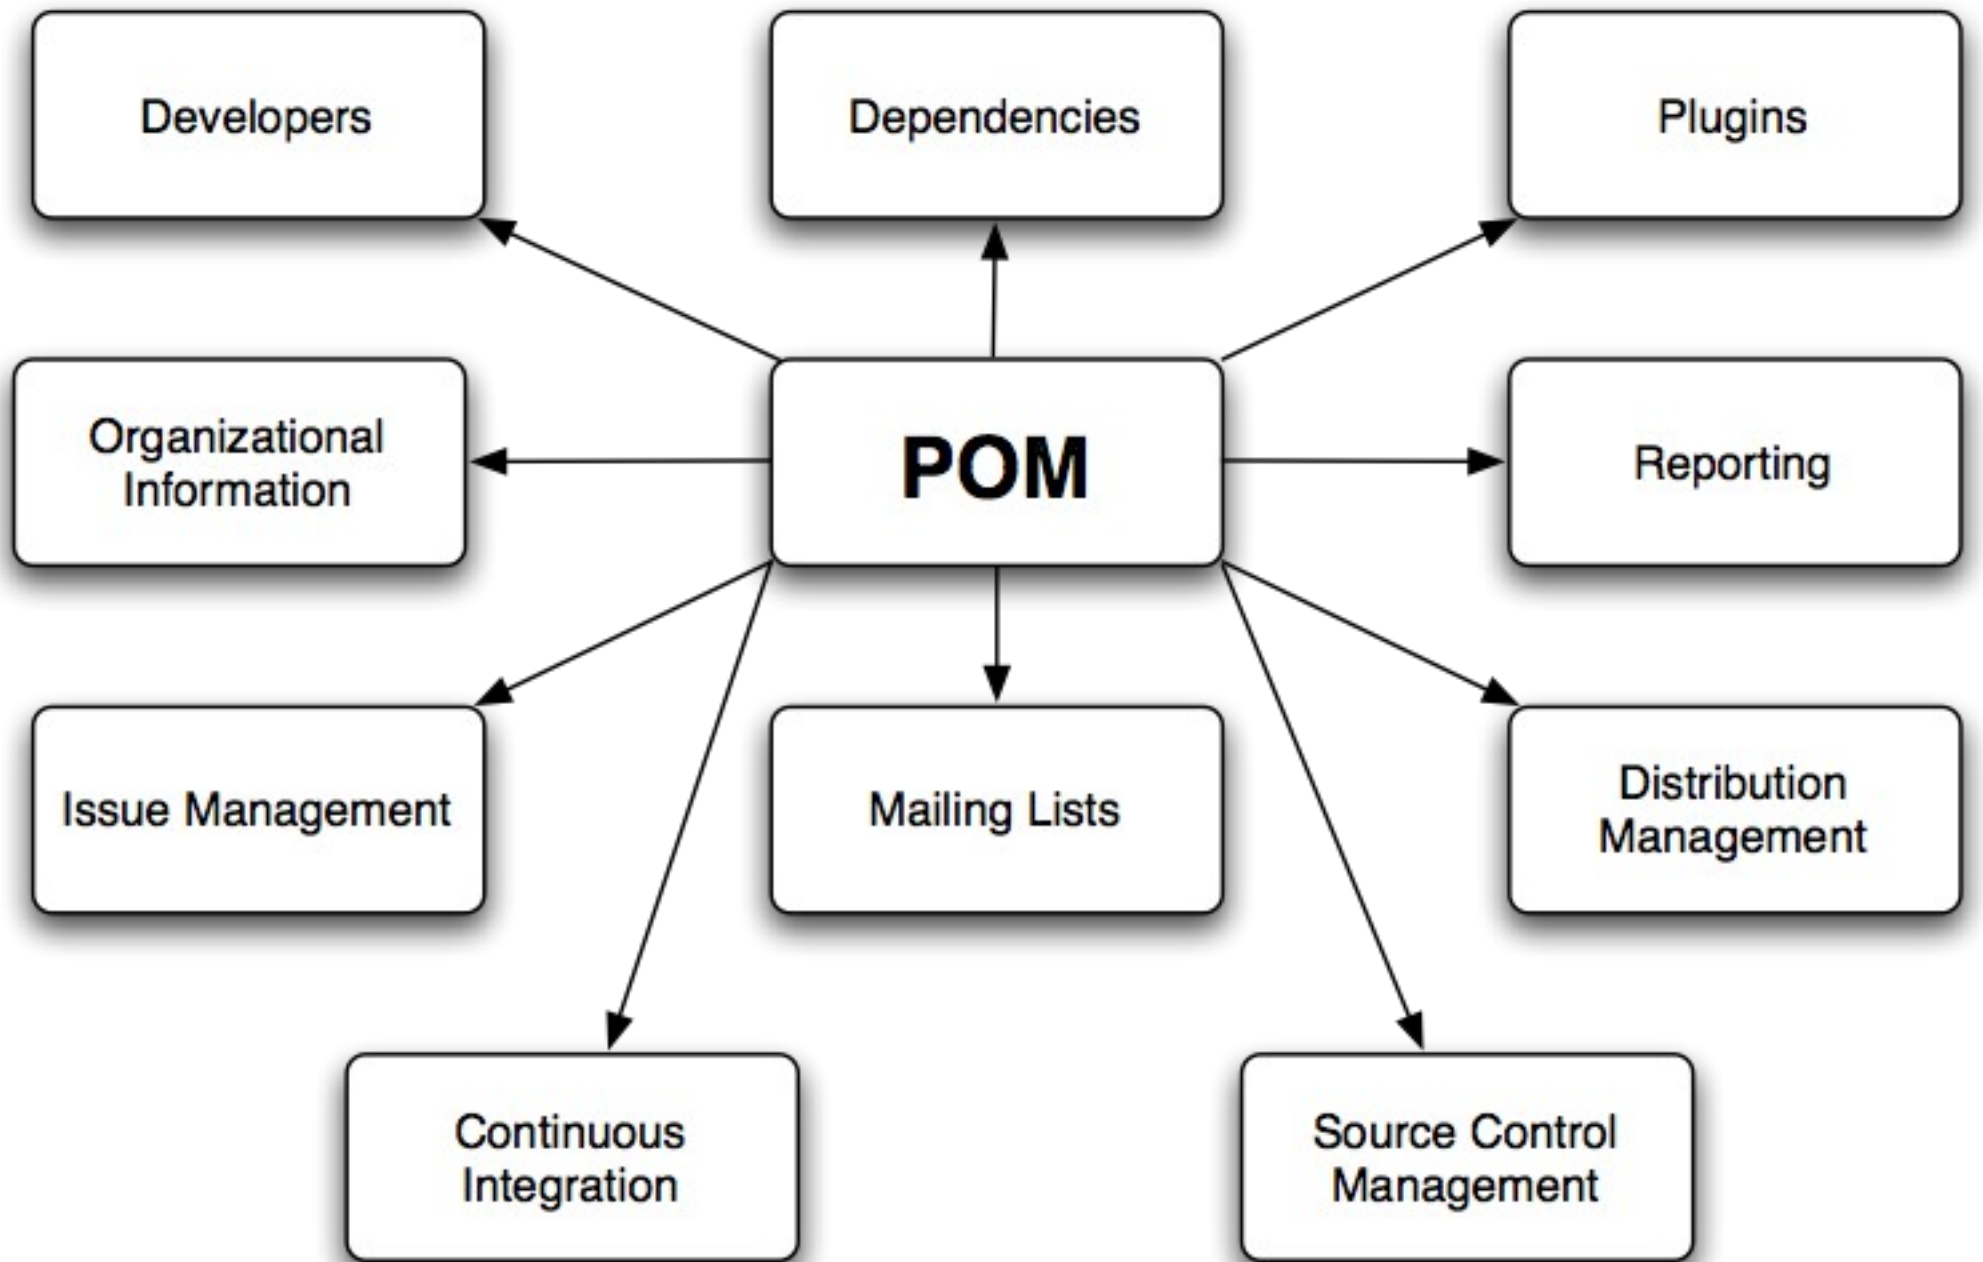 Developers
Dependencies
Plugins
Organizational
Information
POM
Reporting
Issue Management
Mailing Lists
Distribution
Management
Continuous
Integration
Source Control
Management